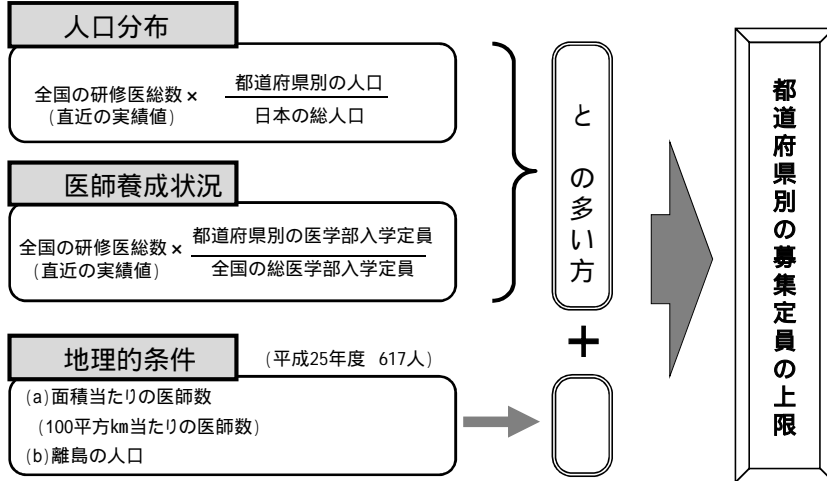 人口分布
全国の研修医総数×
(直近の実績値)
都道府県別の人口
日本の総人口
医師養成状況
全国の研修医総数×
(直近の実績値)
都道府県別の医学部入学定員
全国の総医学部入学定員
地理的条件
(平成25年度 617人)
(a)面積当たりの医師数
(100平方km当たりの医師数)
(b)離島の人口
と の多い方
+
都道府県別の募集定員の上限